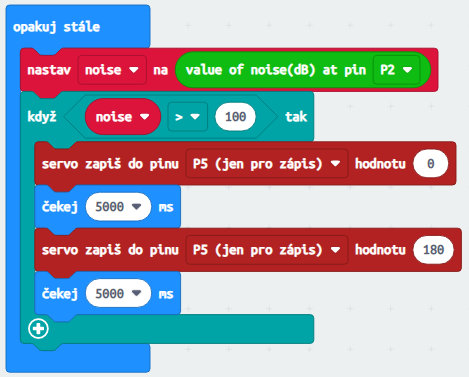 opakuj stále
nastav noise na value of noise(dB) at pin P2
když noise > 100 tak
servo zapiš do pinu P5 (jen pro zápis) hodnotu 0
čekej 5000 ms
servo zapiš do pinu P5 (jen pro zápis) hodnotu 180
čekej 5000 ms